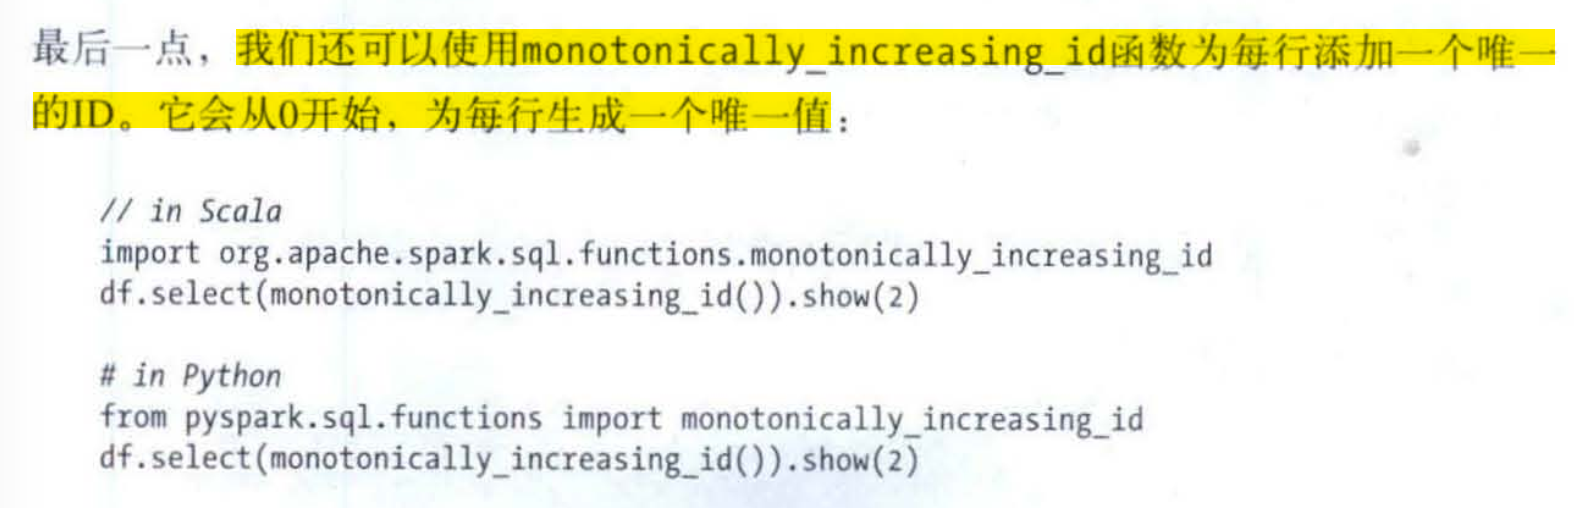 最后一点，我们还可以使用monotonically_increasing_id函数为每行添加一个唯一
的ID。它会从0开始，为每行生成一个唯一值：
// in Scala
import org.apache.spark.sql.functions.monotonically_increasing_id
df.select(monotonically_increasing_id()).show(2)
# in Python
from pyspark.sql.functions import monotonically_increasing_id
df.select(monotonically_increasing_id()).show(2)